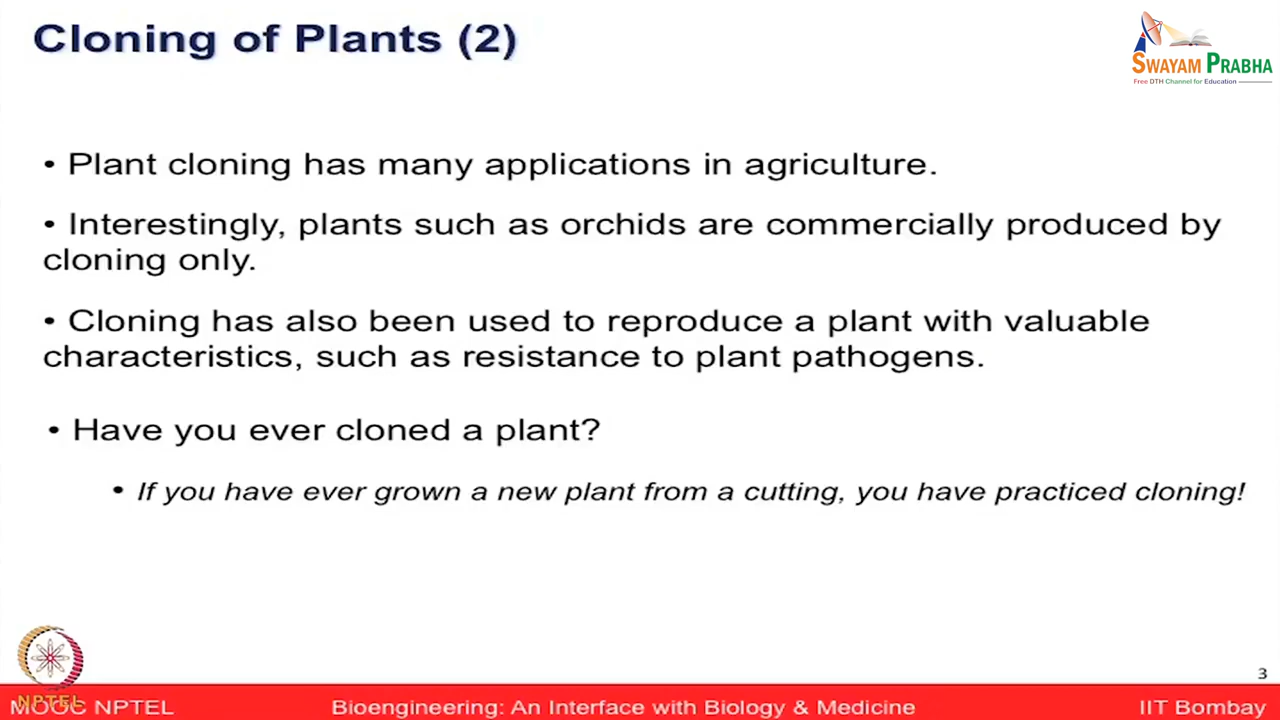 Cloning of Plants (2)
SWAYAM PRABHA
Free DTH Channel for Education
• Plant cloning has many applications in agriculture.
• Interestingly, plants such as orchids are commercially produced by
cloning only.
• Cloning has also been used to reproduce a plant with valuable
characteristics, such as resistance to plant pathogens.
• Have you ever cloned a plant?
• If you have ever grown a new plant from a cutting, you have practiced cloning!
3
NPTEL
MOOC NPTEL
Bioengineering: An Interface with Biology & Medicine
IIT Bombay